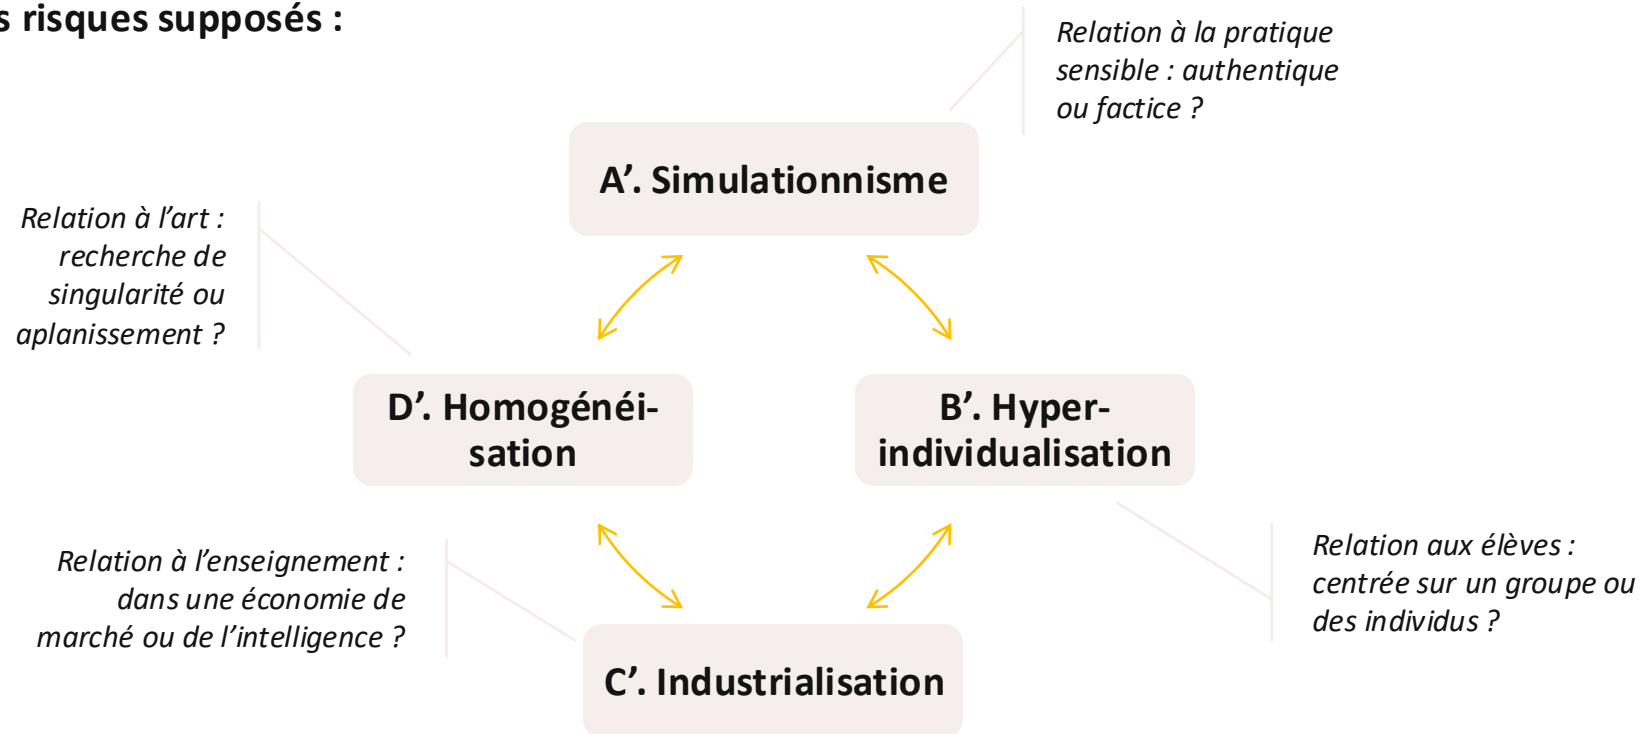 s risques supposés :
Relation à la pratique
sensible : authentique
ou factice ?
A’. Simulationnisme
Relation à l’art :
recherche de
singularité ou
aplanissement ?
D’. Homogénéi-
sation
B’. Hyper-
individualisation
Relation à l’enseignement :
dans une économie de
marché ou de l’intelligence ?
Relation aux élèves :
centrée sur un groupe ou
des individus ?
C’. Industrialisation